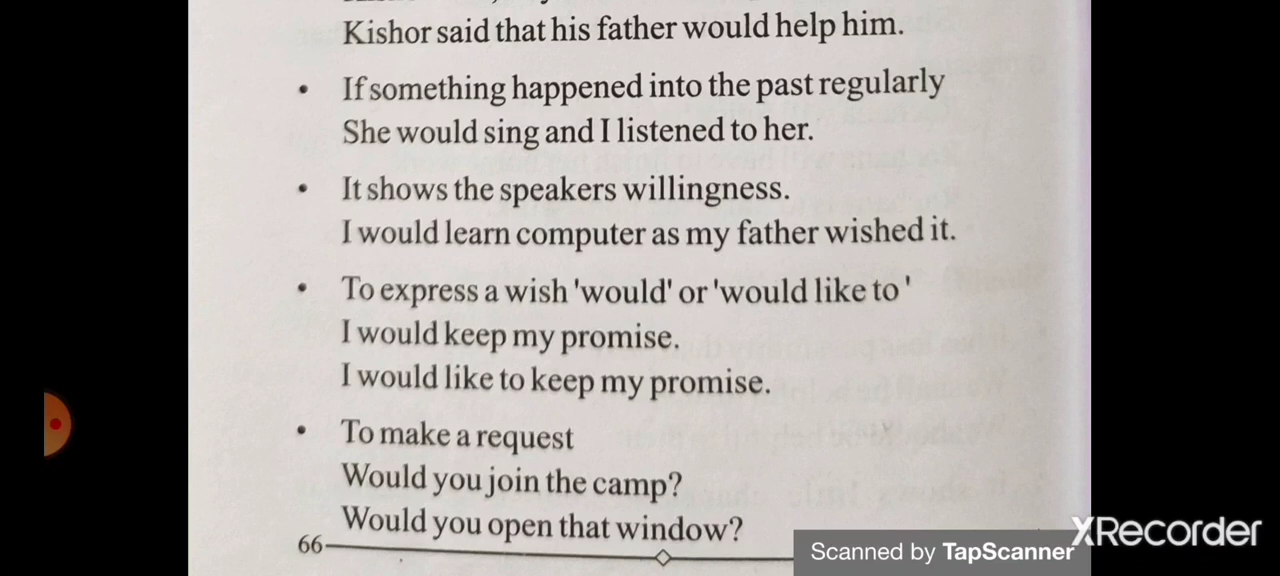 Kishor said that his father would help him.
• If something happened into the past regularly
She would sing and I listened to her.
• It shows the speakers willingness.
I would learn computer as my father wished it.
• To express a wish 'would' or 'would like to '
I would keep my promise.
I would like to keep my promise.
• To make a request
Would you join the camp?
Would you open that window?
66
Scanned by TapScanner
XRecorder